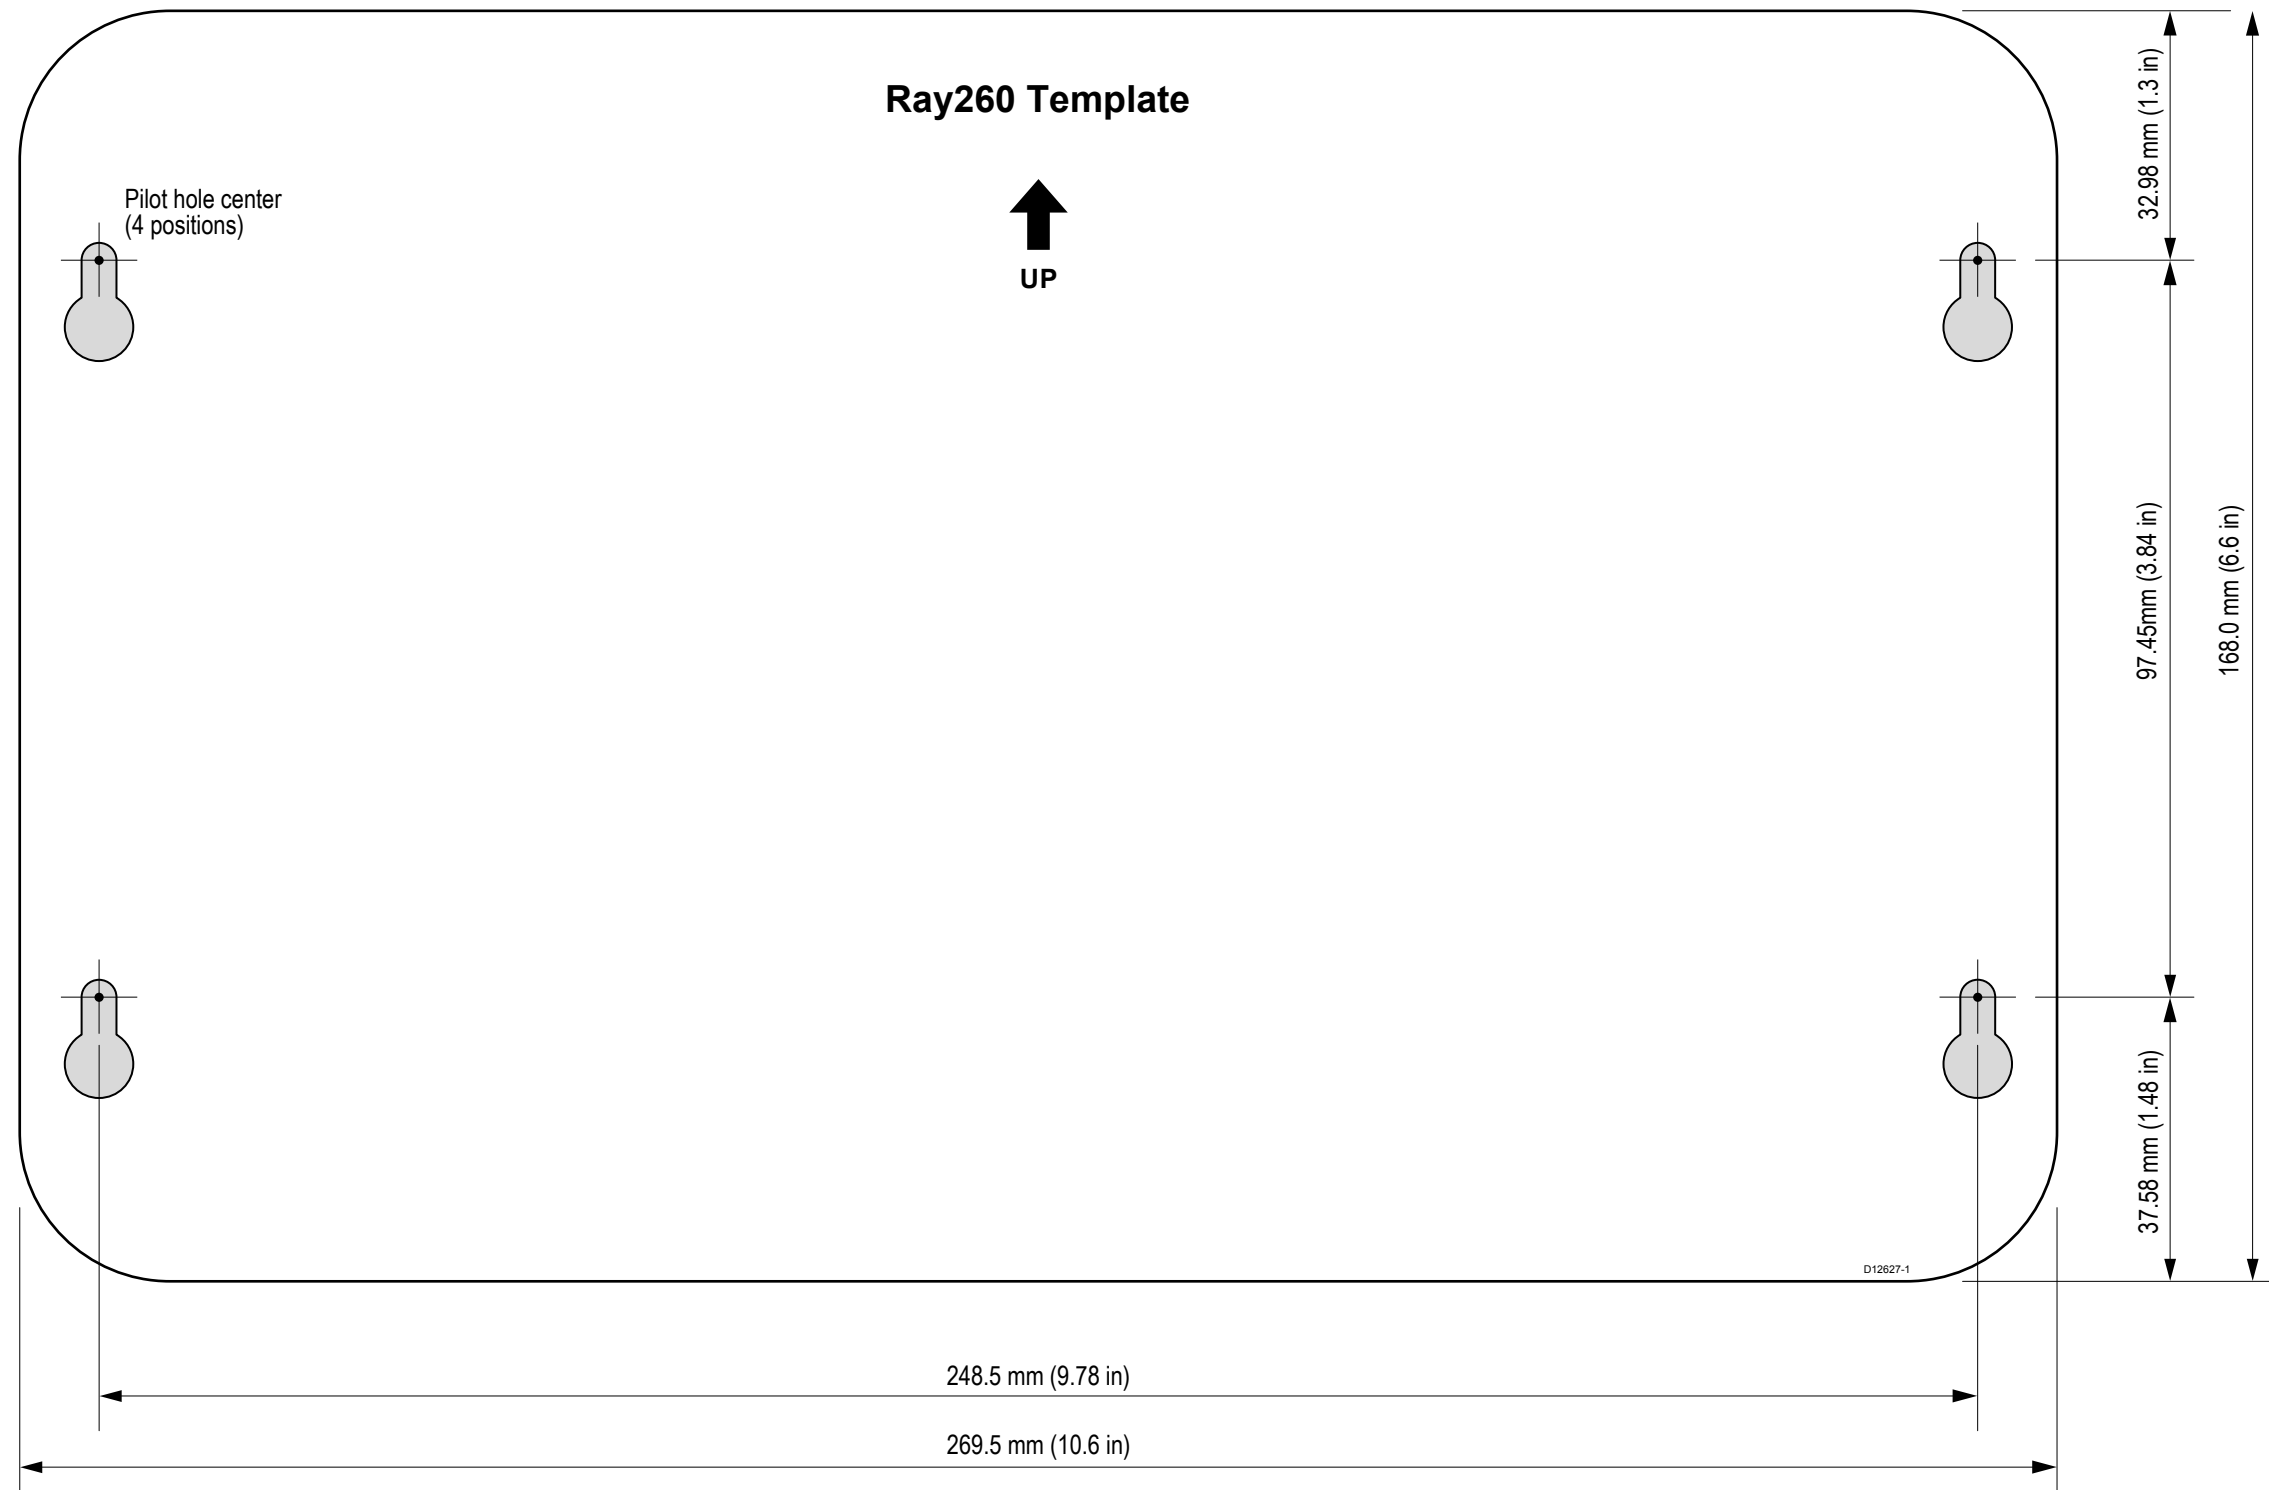 Ray260 Template
Pilot hole center
(4 positions)
UP
32.98 mm (1.3 in)
97.45mm (3.84 in)
168.0 mm (6.6 in)
37.58 mm (1.48 in)
D12627-1
248.5 mm (9.78 in)
269.5 mm (10.6 in)